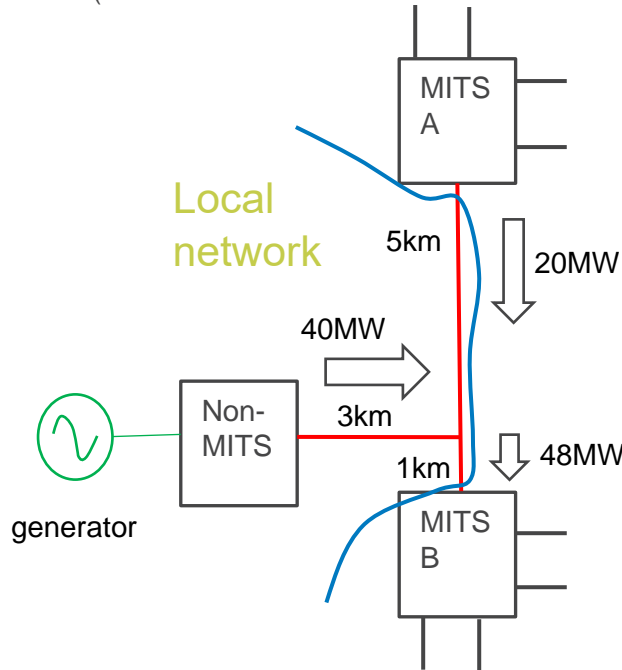 MITS
A
Local
network
5km
20MW
40MW
Non-
MITS
3km
1km
48MW
generator
MITS
B